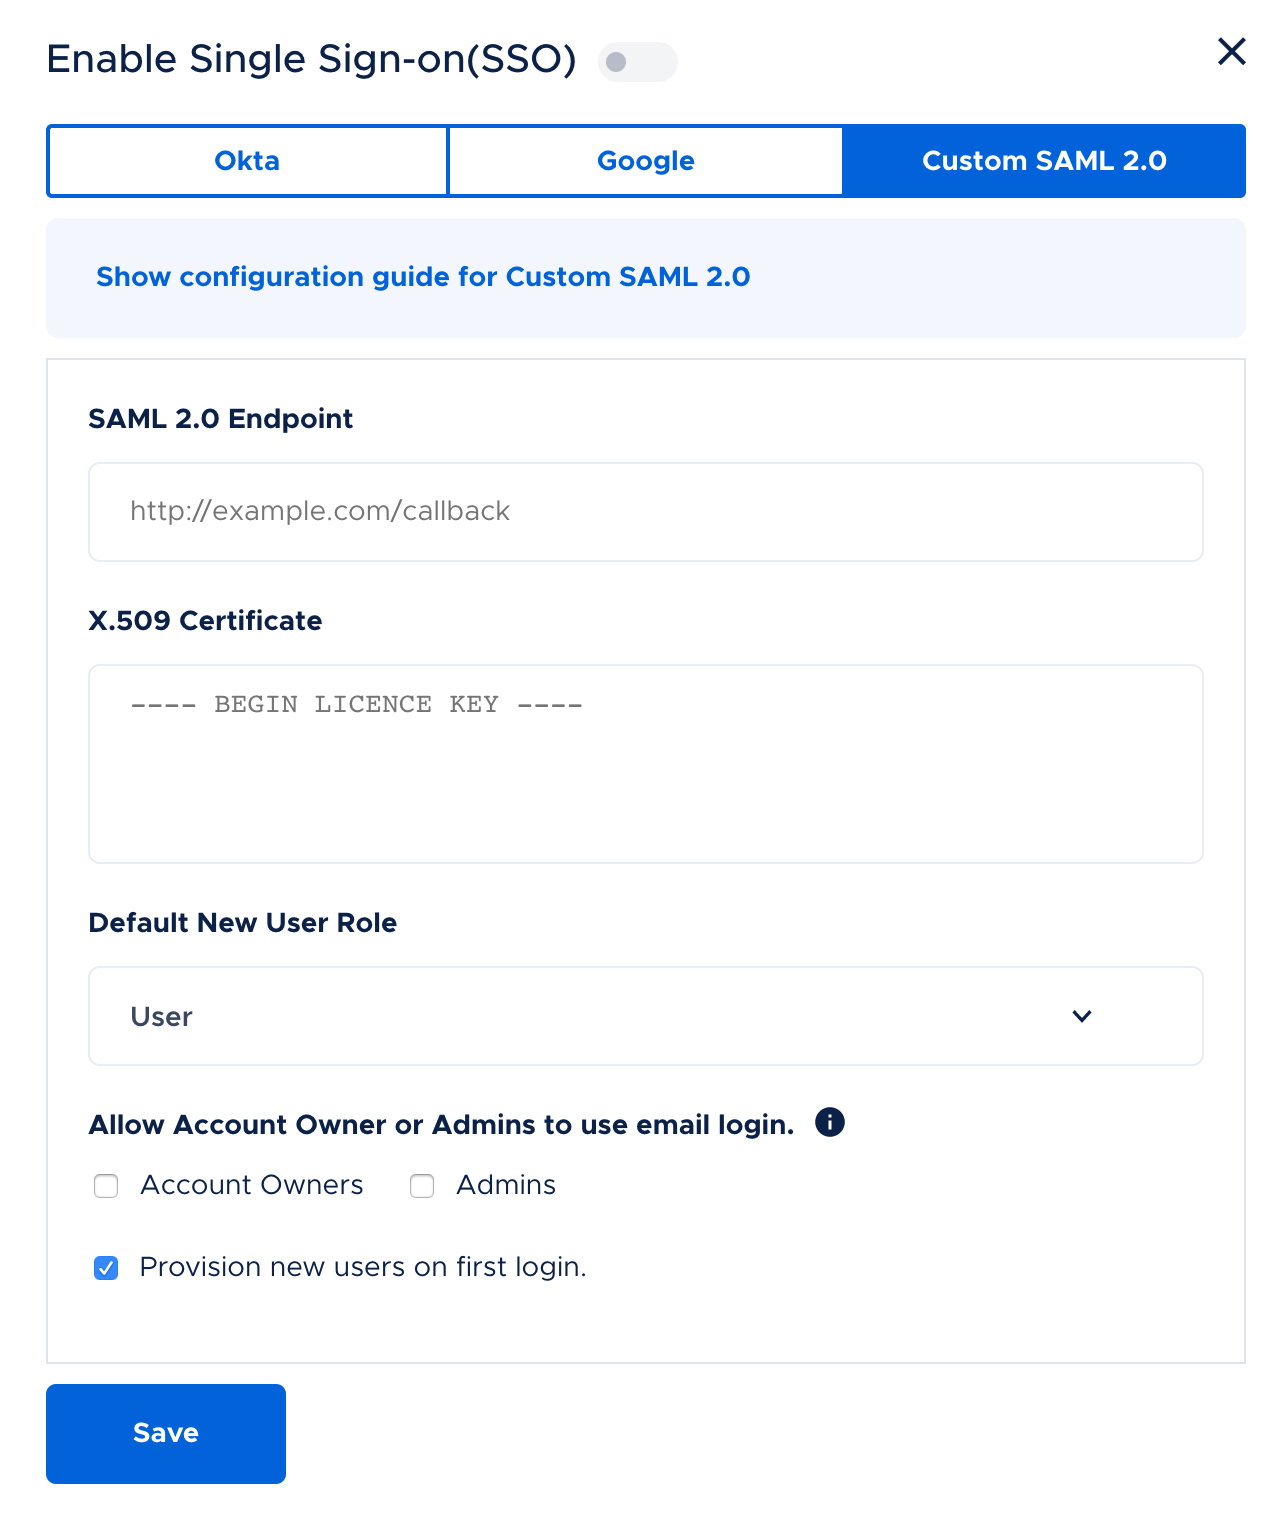 Enable Single Sign-on(SSO)
Okta Google Custom SAML 2.0
Show configuration guide for Custom SAML 2.0
SAML 2.0 Endpoint
http://example.com/callback
X.509 Certificate
---- BEGIN LICENCE KEY ----
Default New User Role
User
Allow Account Owner or Admins to use email login.
Account Owners Admins
Provision new users on first login.
Save